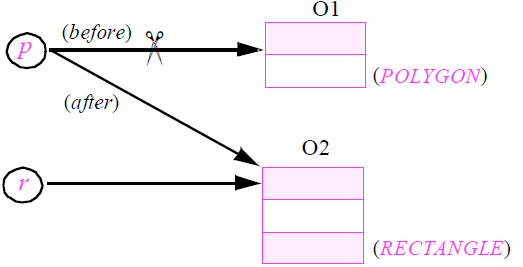 O1
(before)
p
(POLYGON)
(after)
O2
r
(RECTANGLE)